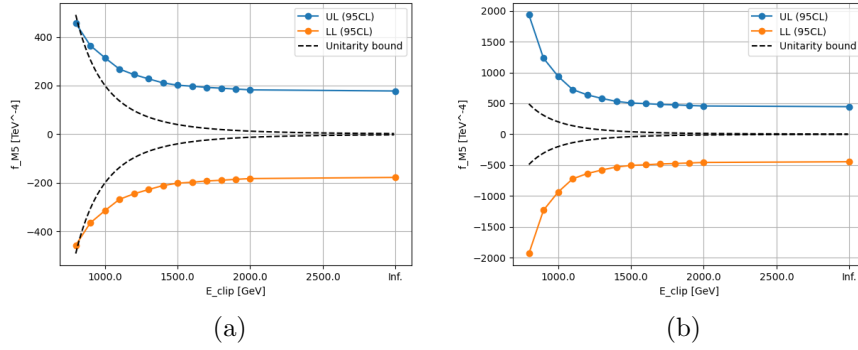 UL (95CL)
LL (95CL)
Unitarity bound
400
200
0
−200
−400
f_M5 [TeV^-4]
1000.0
1500.0
2000.0
2500.0
Inf.
E_clip [GeV]
(a)
UL (95CL)
LL (95CL)
Unitarity bound
2000
1500
1000
500
0
−500
−1000
−1500
−2000
f_M5 [TeV^-4]
1000.0
1500.0
2000.0
2500.0
Inf.
E_clip [GeV]
(b)